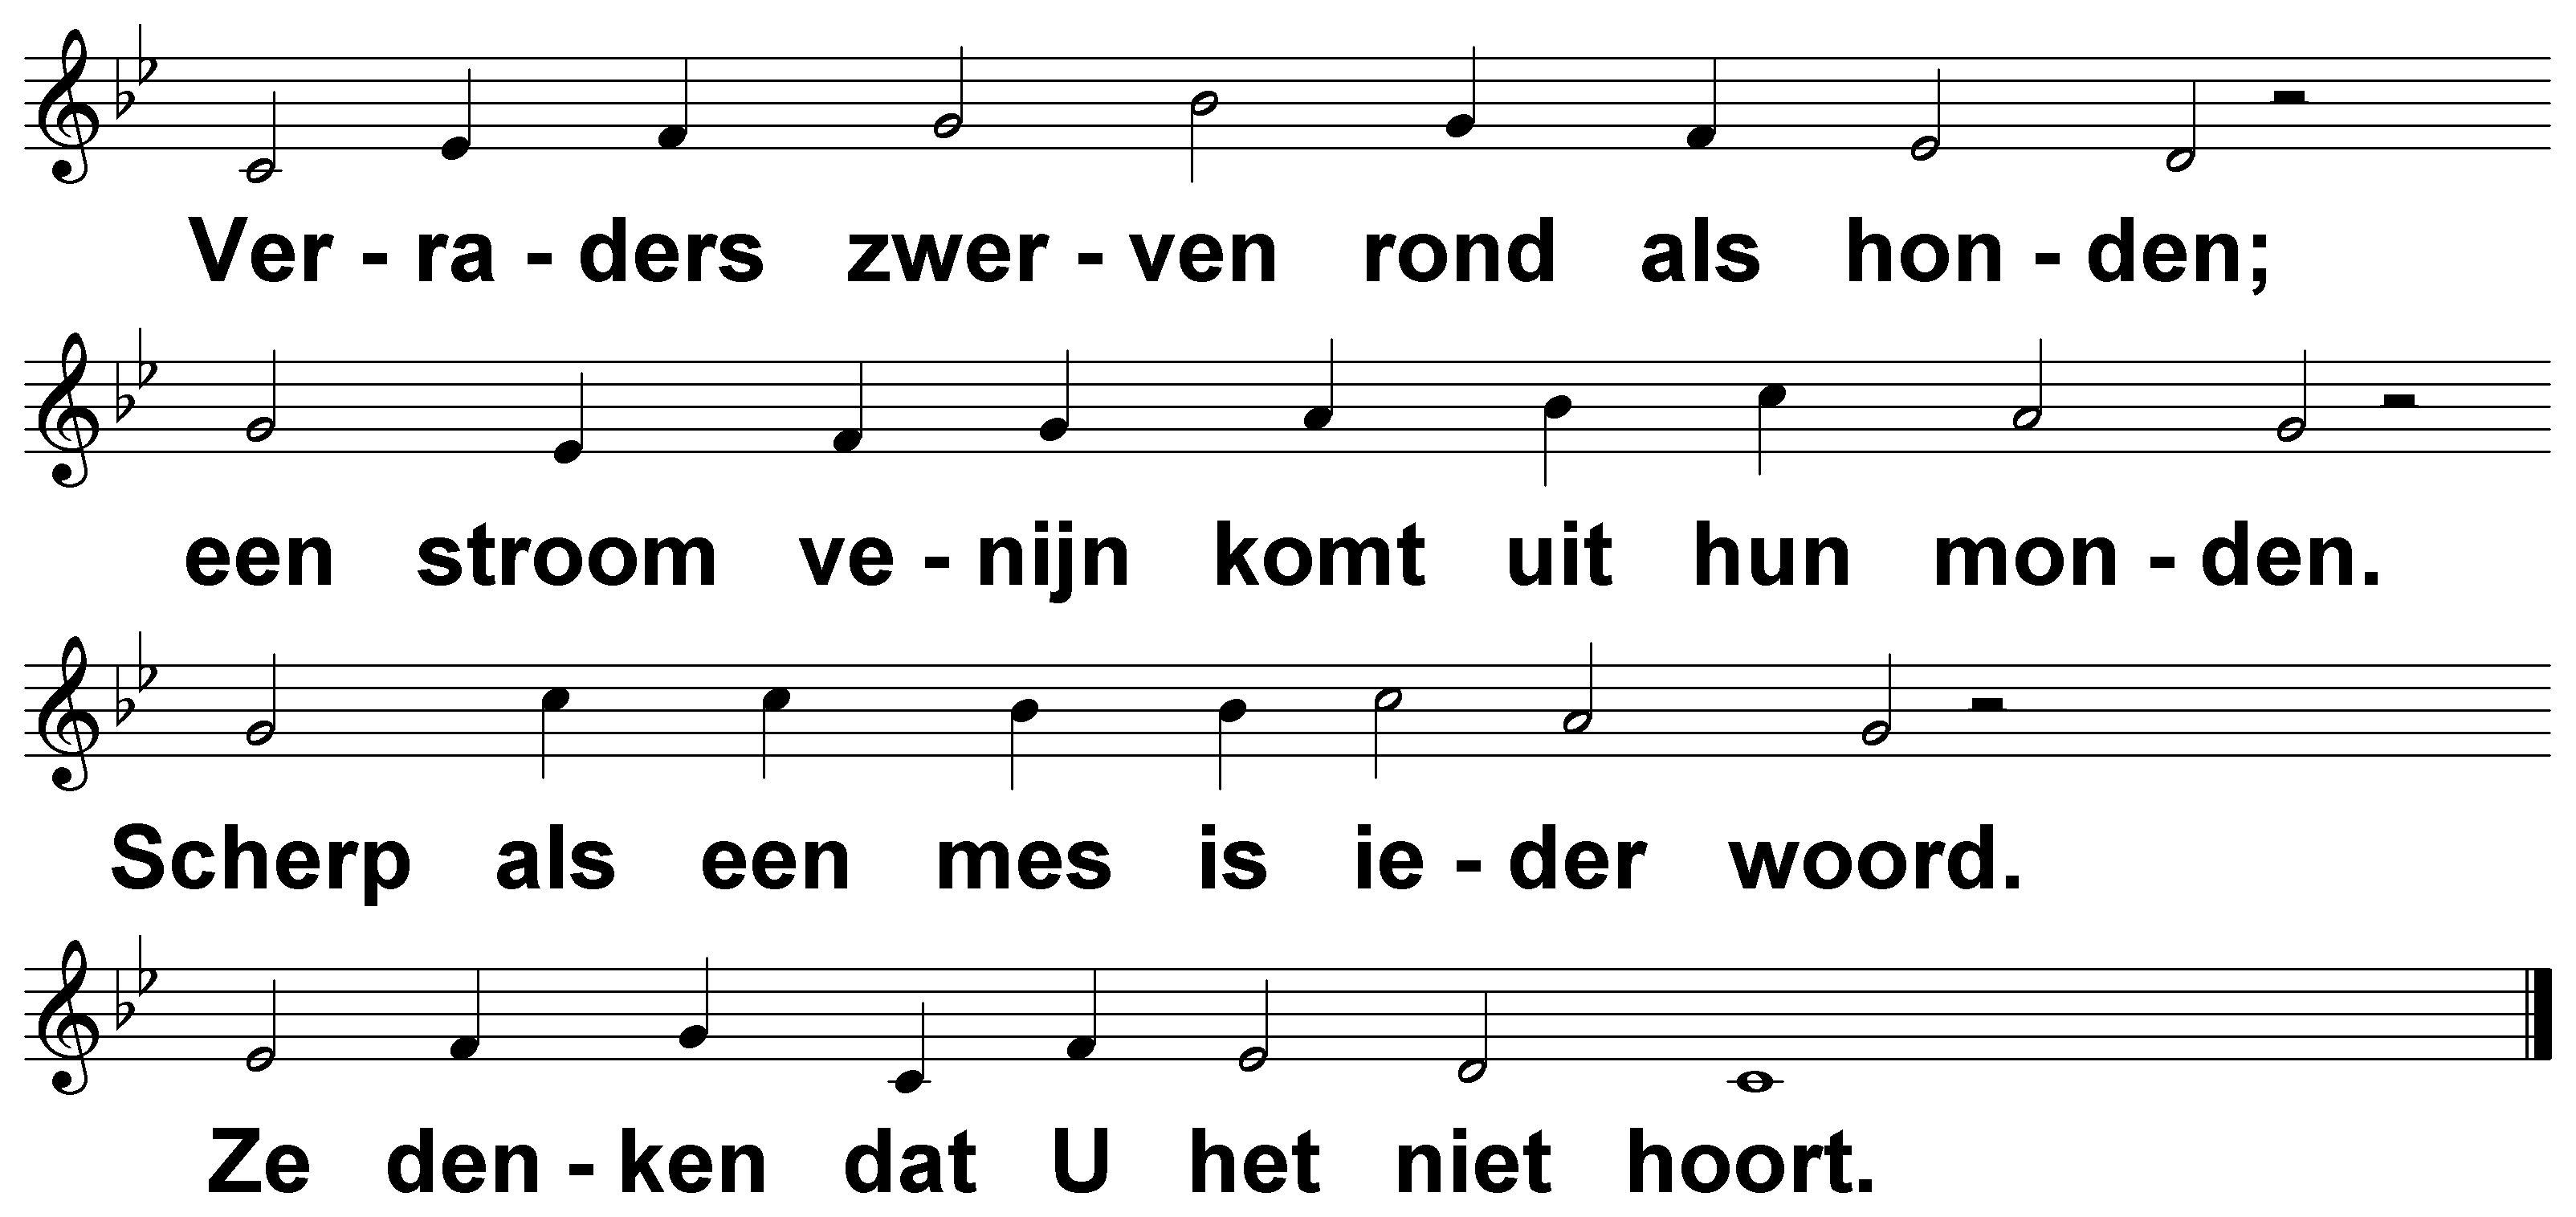 Ver - ra - ders zwer - ven rond als hon - den;
een stroom ve - nijn komt uit hun mon - den.
Scherp als een mes is ie - der woord.
Ze den - ken dat U het niet hoort.